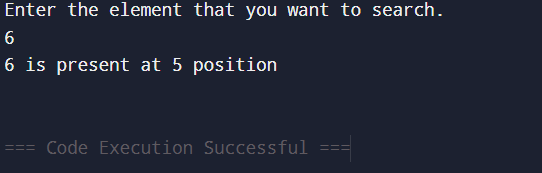 Enter the element that you want to search.
6
6 is present at 5 position
=== Code Execution Successful ===